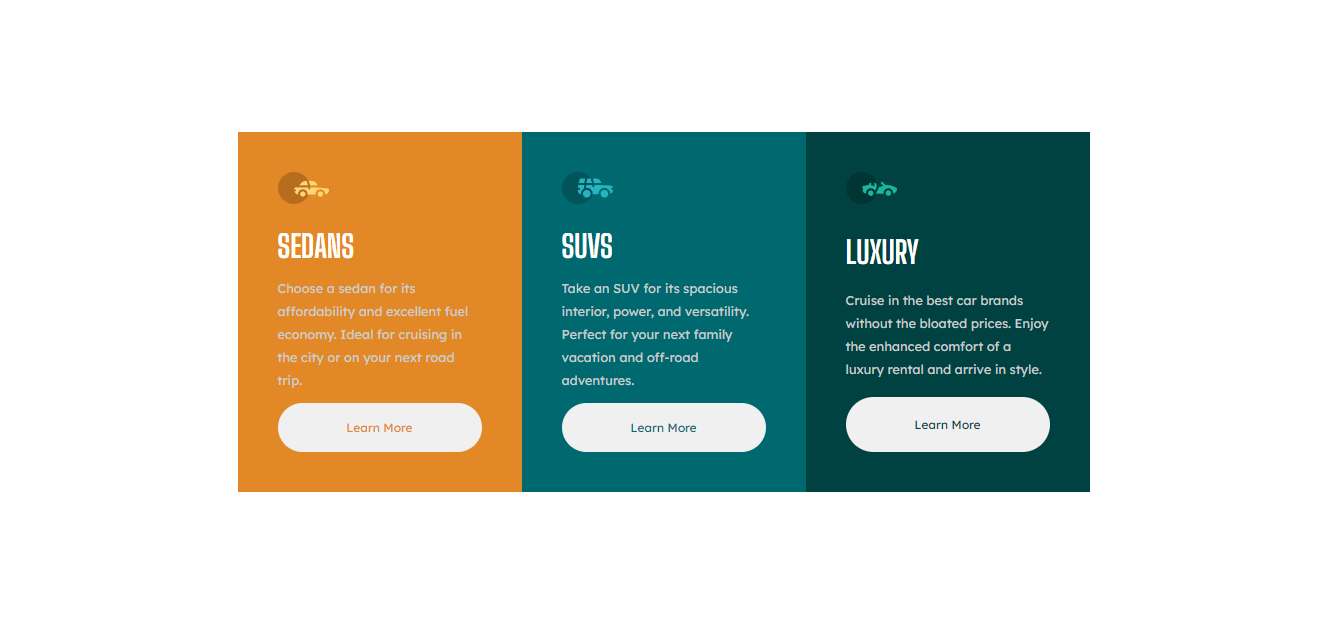 SEDANS
Choose a sedan for its
affordability and excellent fuel
economy. Ideal for cruising in
the city or on your next road
trip.
Learn More
SUVS
Take an SUV for its spacious
interior, power, and versatility.
Perfect for your next family
vacation and off-road
adventures.
Learn More
LUXURY
Cruise in the best car brands
without the bloated prices. Enjoy
the enhanced comfort of a
luxury rental and arrive in style.
Learn More